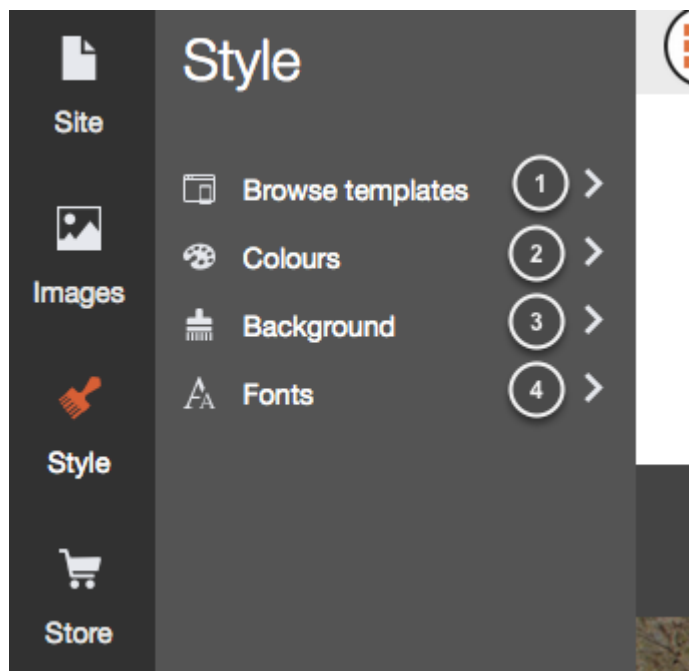 Site
Images
Style
Store
Style
Browse templates 1
Colours 2
Background 3
Fonts 4